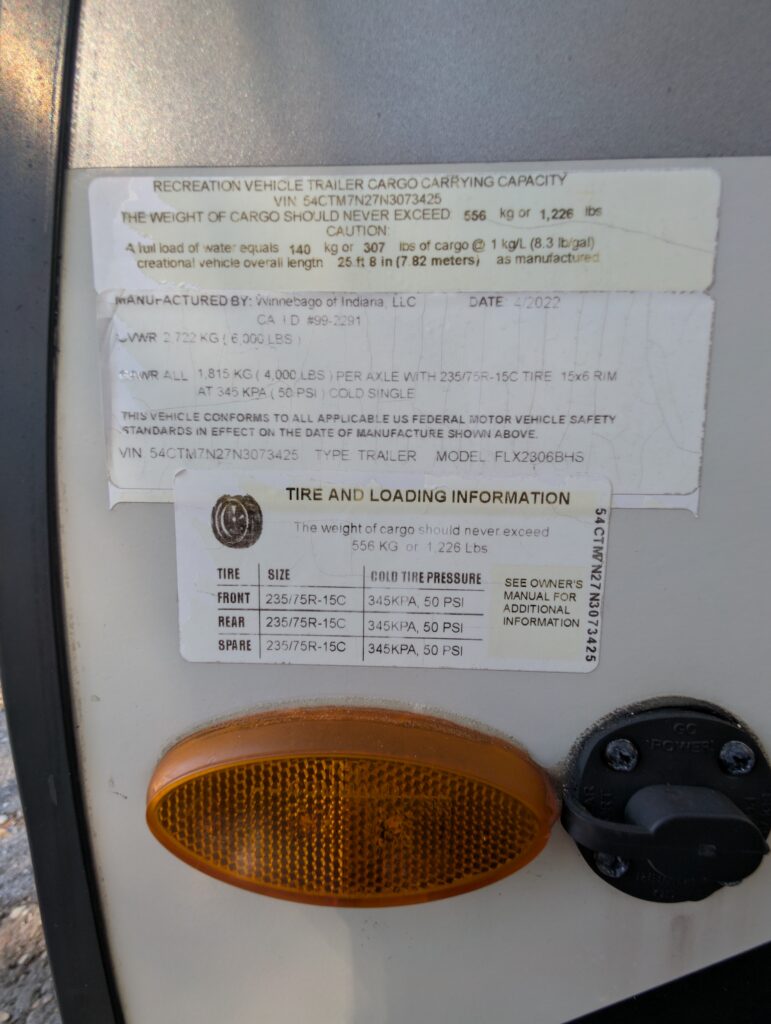 RECREATION VEHICLE TRAILER CARGO CARRYING CAPACITY
VIN 54CTM7N27N3073425
THE WEIGHT OF CARGO SHOULD NEVER EXCEED 556 kg or 1,226 lbs
CAUTION:
A full load of water equals 140 kg or 307 lbs of cargo @ 1 kg/L (8.3 lb/gal)
creational vehicle overall length 25 ft 8 in (7.82 meters) as manufactured
MANUFACTURED BY: Winnebago of Indiana, LLC DATE: 4/2022
CA I.D. #99-2291
GVWR 2,722 KG ( 6,000 LBS )
GAWR ALL 1,815 KG ( 4,000 LBS ) PER AXLE WITH 235/75R-15C TIRE 15x6 RIM
AT 345 KPA ( 50 PSI ) COLD SINGLE
THIS VEHICLE CONFORMS TO ALL APPLICABLE US FEDERAL MOTOR VEHICLE SAFETY
STANDARDS IN EFFECT ON THE DATE OF MANUFACTURE SHOWN ABOVE.
VIN 54CTM7N27N3073425 TYPE TRAILER MODEL FLX2306BHS
TIRE AND LOADING INFORMATION
The weight of cargo should never exceed
556 KG or 1,226 Lbs
TIRE SIZE COLD TIRE PRESSURE
FRONT 235/75R-15C 345KPA, 50 PSI
REAR 235/75R-15C 345KPA, 50 PSI
SPARE 235/75R-15C 345KPA, 50 PSI
SEE OWNER'S
MANUAL FOR
ADDITIONAL
INFORMATION
54CTM7N27N3073425
GO
POWER